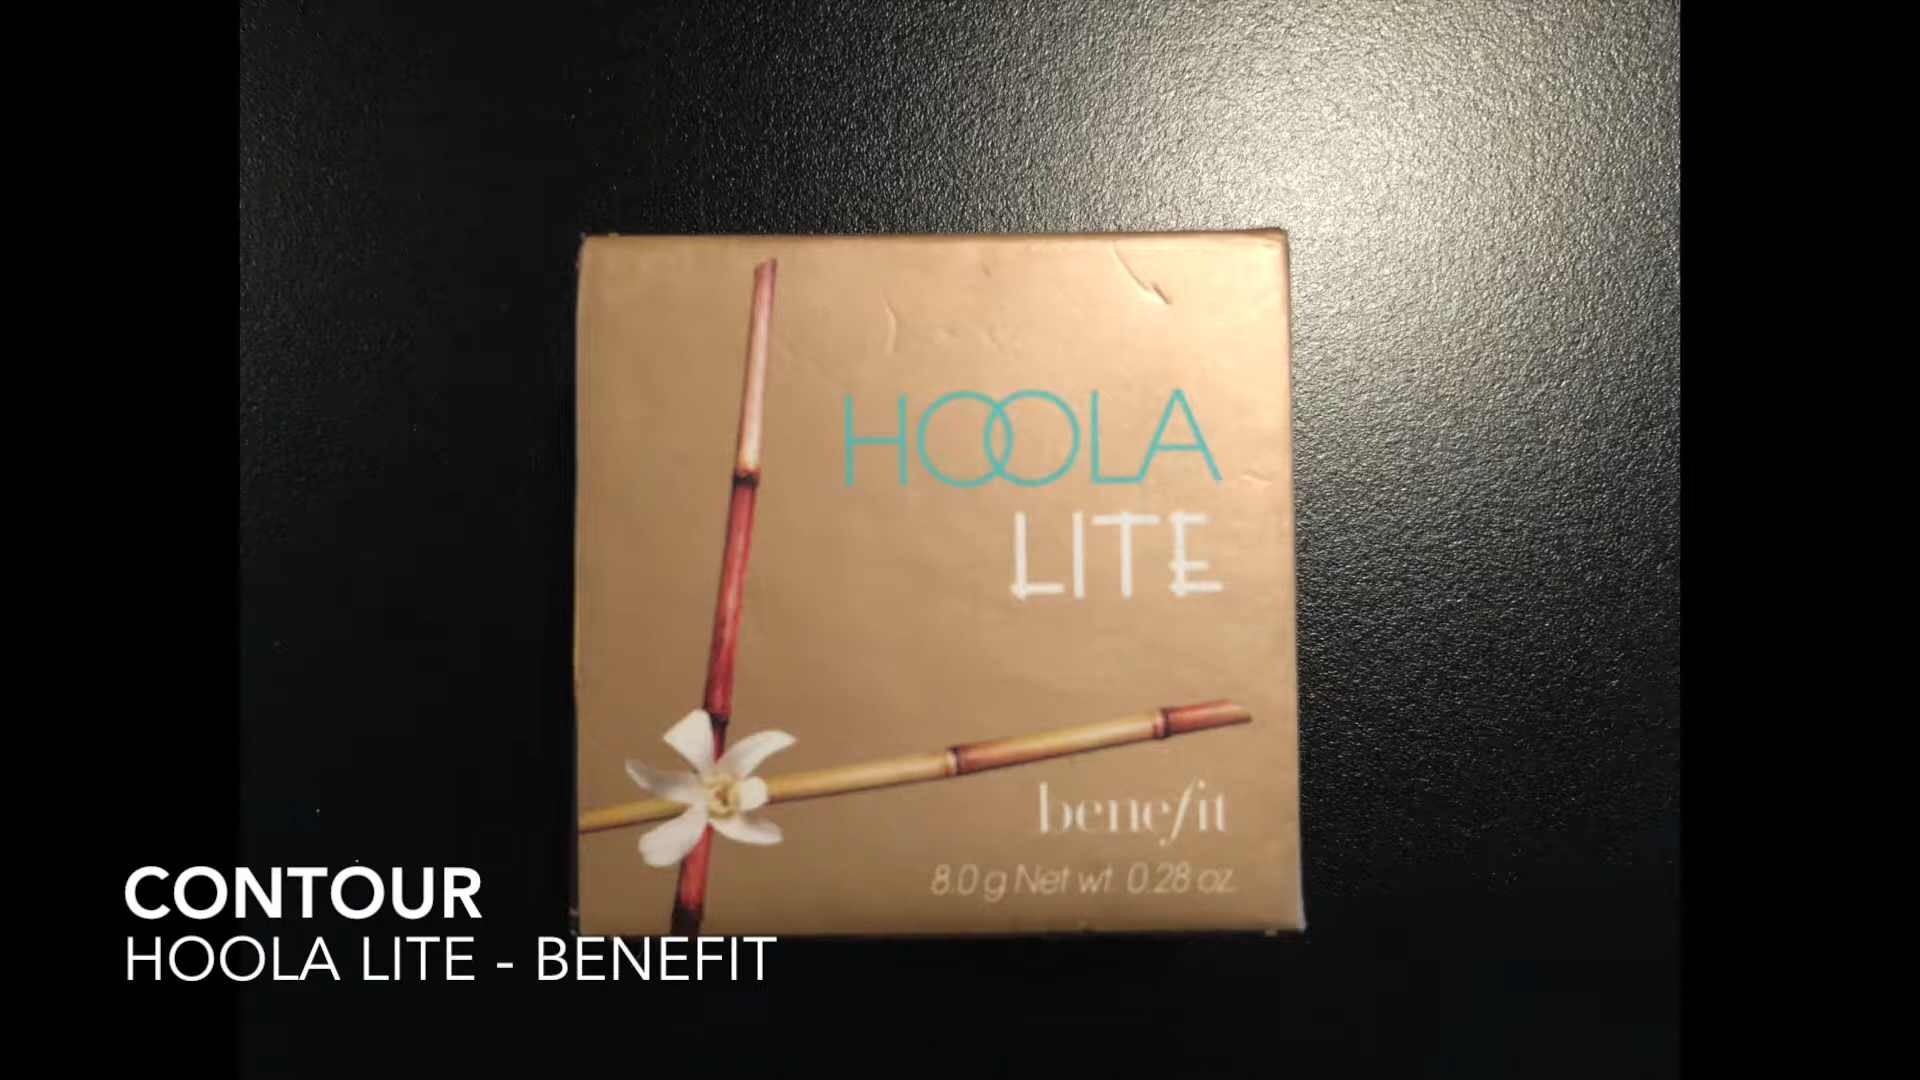 HOOLA
LITE
benefit
8.0 g Net wt. 0.28 oz.
CONTOUR
HOOLA LITE - BENEFIT